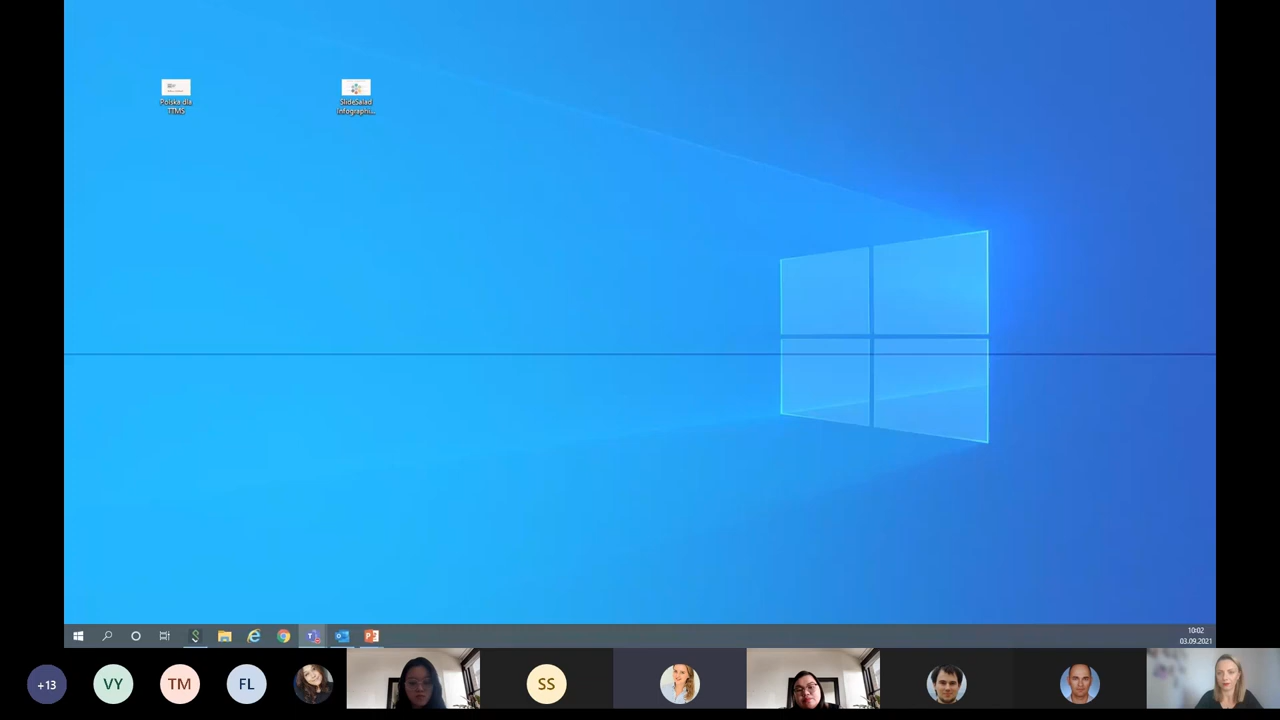 Polska dla
TTMS
SlideSalad
Infographi...
10:02
03.09.2021
+13
VY
TM
FL
SS